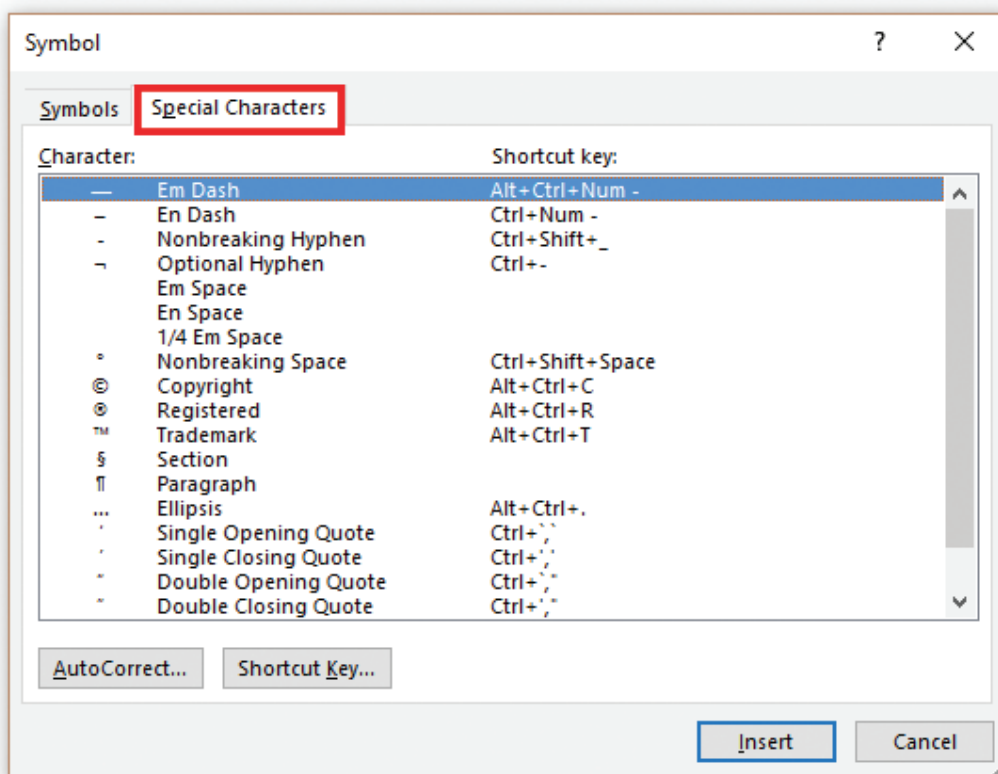 Symbol ? ×
Symbols Special Characters
Character: Shortcut key:
— Em Dash Alt+Ctrl+Num -
– En Dash Ctrl+Num -
- Nonbreaking Hyphen Ctrl+Shift+_
¬ Optional Hyphen Ctrl+-
Em Space
En Space
1/4 Em Space
° Nonbreaking Space Ctrl+Shift+Space
© Copyright Alt+Ctrl+C
® Registered Alt+Ctrl+R
™ Trademark Alt+Ctrl+T
§ Section
¶ Paragraph
... Ellipsis Alt+Ctrl+.
‘ Single Opening Quote Ctrl+`,`
’ Single Closing Quote Ctrl+','
“ Double Opening Quote Ctrl+`,"
” Double Closing Quote Ctrl+',"
AutoCorrect... Shortcut Key...
Insert Cancel